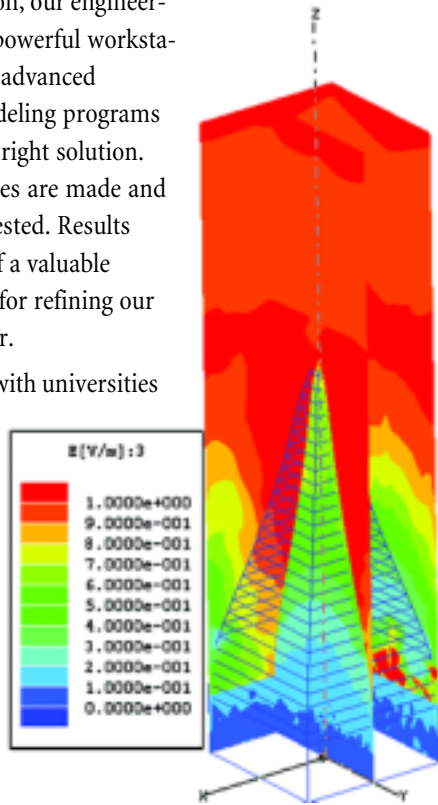 on, our engineer-
powerful worksta-
advanced
deling programs
right solution.
es are made and
ested. Results
f a valuable
for refining our
r.
with universities
E[V/m]:3
1.0000e+000
9.0000e-001
8.0000e-001
7.0000e-001
6.0000e-001
5.0000e-001
4.0000e-001
3.0000e-001
2.0000e-001
1.0000e-001
0.0000e+000
X
Y